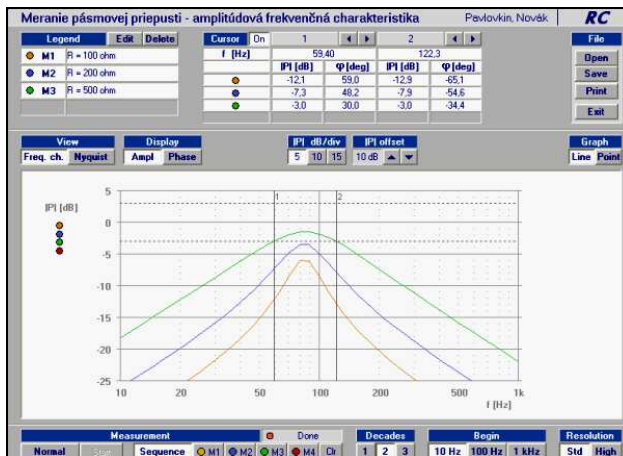 Meranie pásmovej priepusti - amplitúdová frekvenčná charakteristika Pavlovkin, Novák RC
Legend Edit Delete Cursor On 1 2 File
M1 R = 100 ohm f [Hz] 59,40 122,3 Open
M2 R = 200 ohm |P| [dB] φ [deg] |P| [dB] φ [deg] Save
M3 R = 500 ohm -12,1 59,0 -12,9 -65,1 Print
-7,3 48,2 -7,9 -54,6
-3,0 30,0 -3,0 -34,4 Exit
View Display |P| dB/div |P| offset Graph
Freq. ch. Nyquist Ampl Phase 5 10 15 10 dB Line Point
|P| [dB]
5
0
-5
-10
-15
-20
-25
1 2
10 20 50 100 200 500 1k
f [Hz]
Measurement Done Decades Begin Resolution
Normal Start Sequence M1 M2 M3 M4 Clr 1 2 3 10 Hz 100 Hz 1 kHz Std High